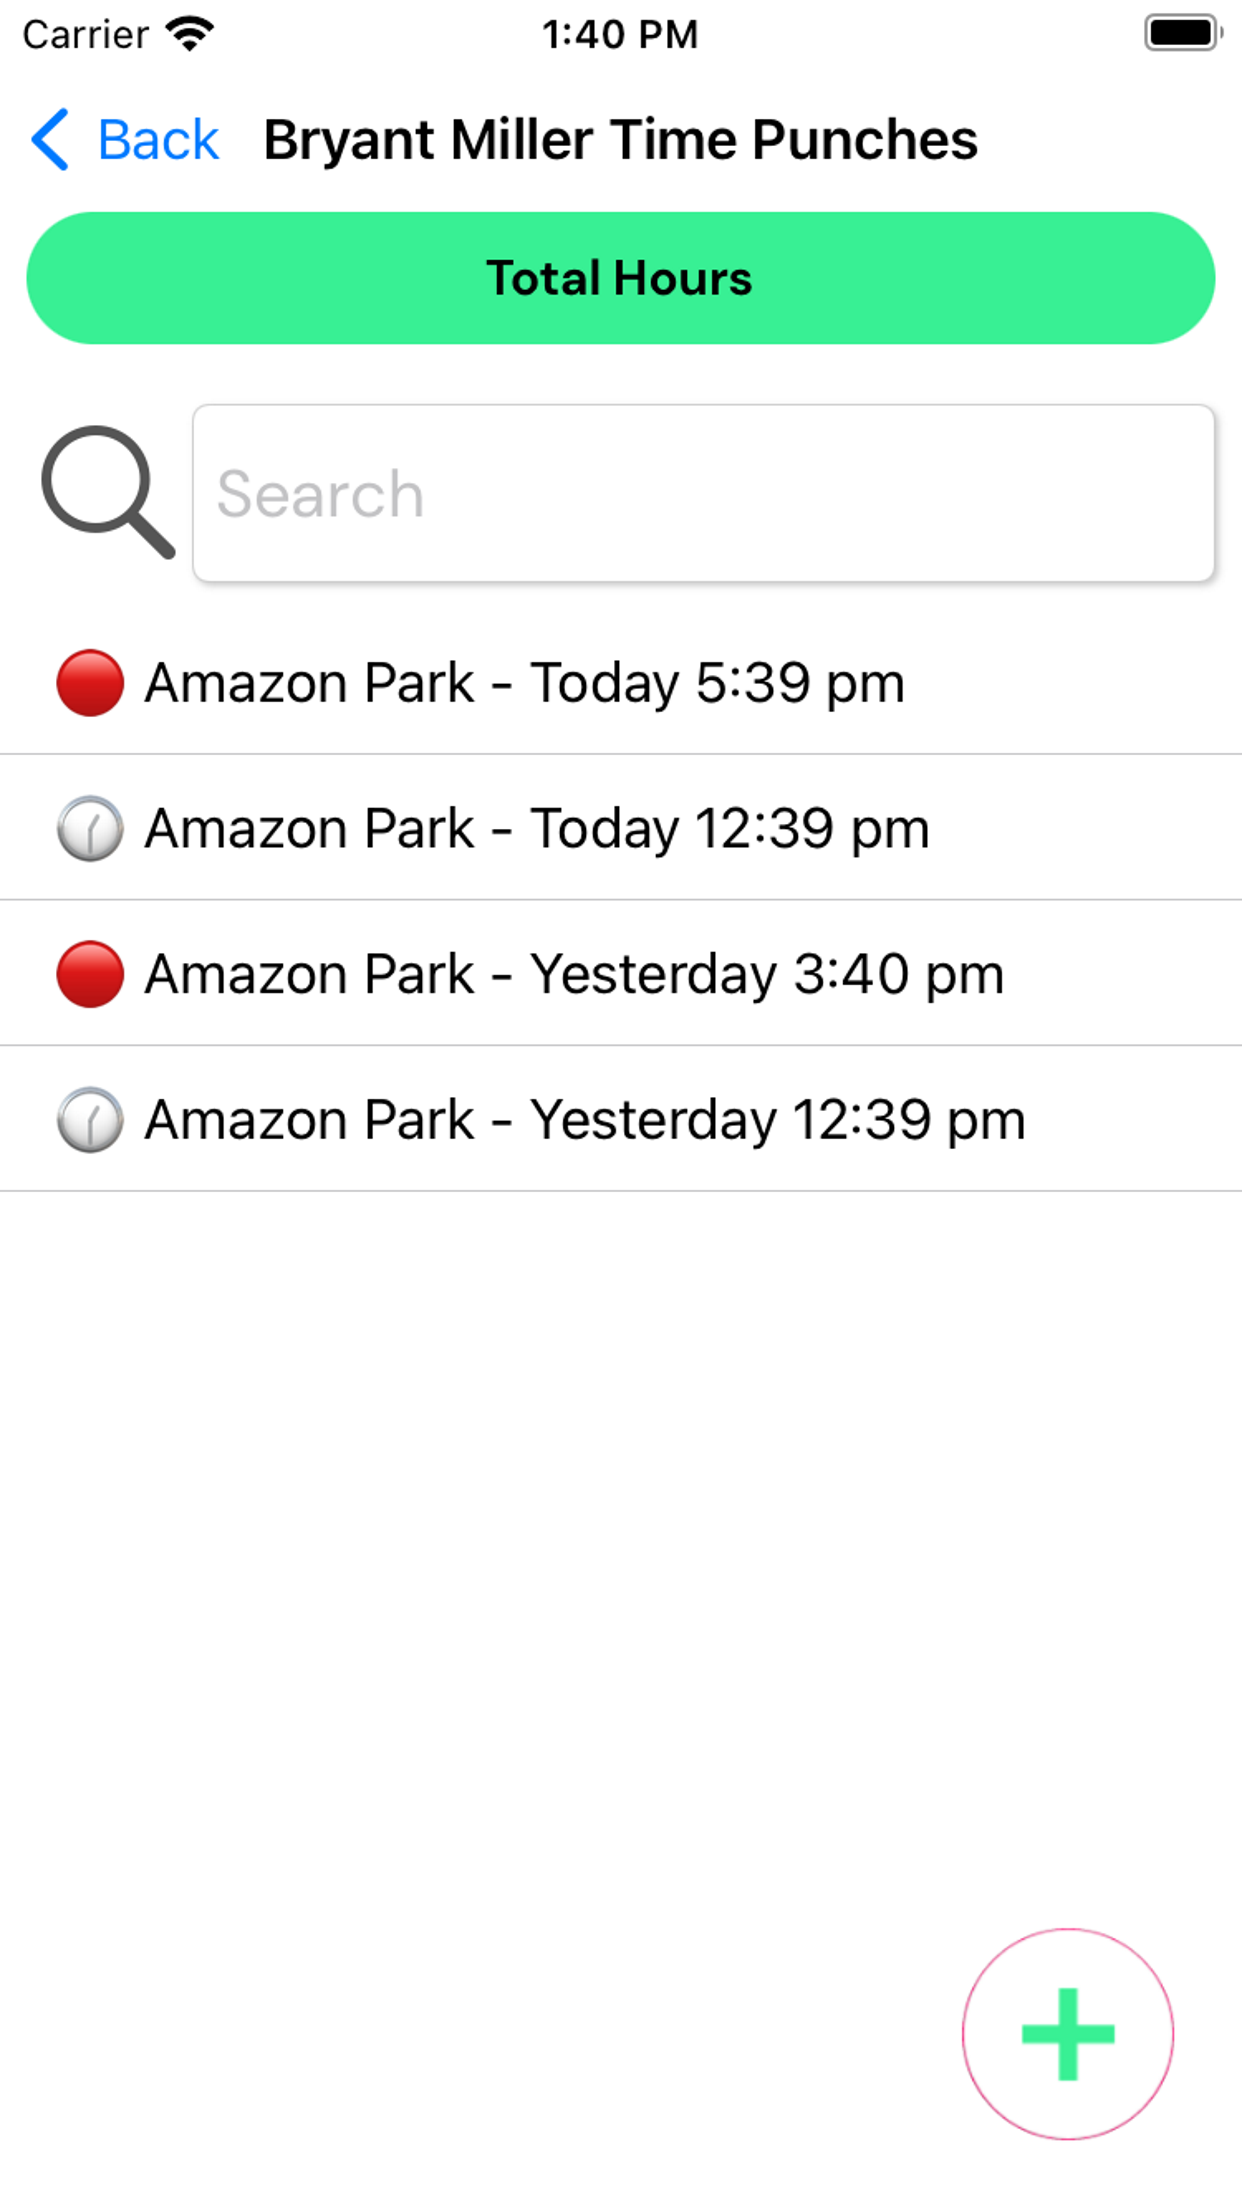 Carrier 1:40 PM
Back Bryant Miller Time Punches
Total Hours
Search
Amazon Park - Today 5:39 pm
Amazon Park - Today 12:39 pm
Amazon Park - Yesterday 3:40 pm
Amazon Park - Yesterday 12:39 pm